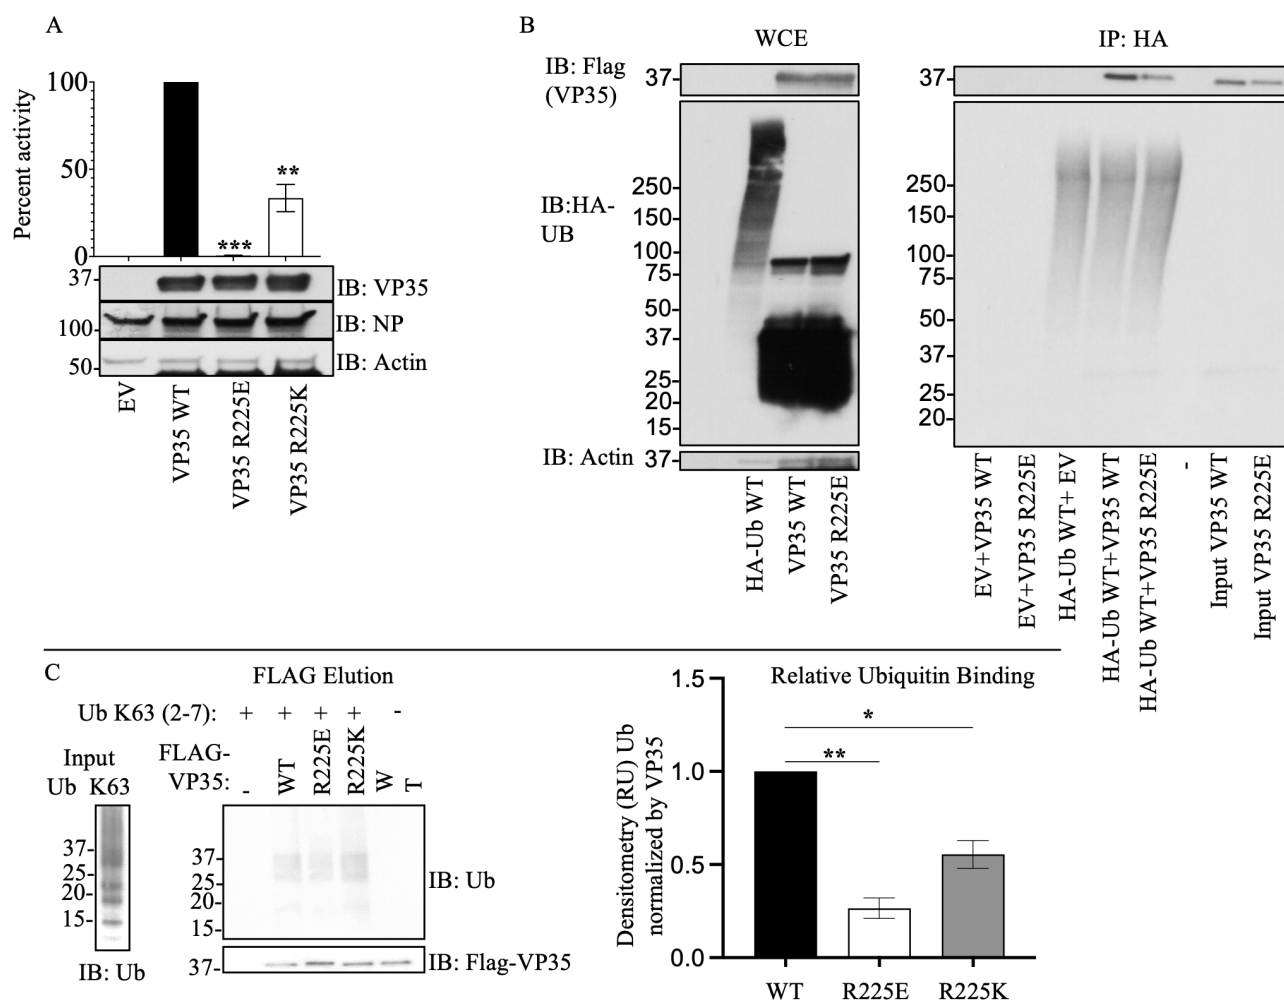 A
100
50
0
Percent activity
**
***
37-
IB: VP35
100-
IB: NP
50-
IB: Actin
EV
VP35 WT
VP35 R225E
VP35 R225K
B
WCE
IB: Flag
(VP35)
37-
IB:HA-
UB
250-
150-
100-
75-
50-
37-
25-
20-
15-
IB: Actin
37-
HA-Ub WT
VP35 WT
VP35 R225E
IP: HA
37-
250-
150-
100-
75-
50-
37-
25-
20-
EV+VP35 WT
EV+VP35 R225E
HA-Ub WT+ EV
HA-Ub WT+VP35 WT
HA-Ub WT+VP35 R225E
-
Input VP35 WT
Input VP35 R225E
C
FLAG Elution
Ub K63 (2-7): + + + + -
Input
Ub K63
37-
25-
20-
15-
IB: Ub
FLAG-
VP35:
-
WT
R225E
R225K
W
T
37-
25-
20-
15-
IB: Ub
37-
IB: Flag-VP35
Relative Ubiquitin Binding
Densitometry (RU) Ub
normalized by VP35
1.5
1.0
0.5
0.0
*
**
WT
R225E
R225K